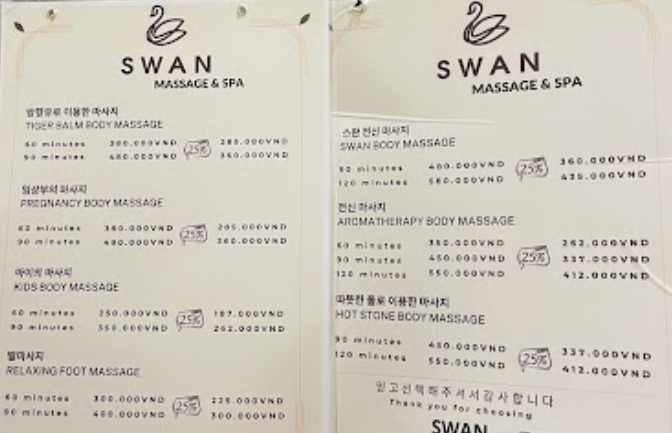 SWAN
MASSAGE & SPA
방향유로 이용한 마사지
TIGER BALM BODY MASSAGE
60 minutes 380.000VND 25% 285.000VND
90 minutes 480.000VND 360.000VND
임상부의 마사지
PREGNANCY BODY MASSAGE
60 minutes 380.000VND 25% 285.000VND
90 minutes 480.000VND 360.000VND
아이의 마사지
KIDS BODY MASSAGE
60 minutes 250.000VND 25% 187.000VND
90 minutes 350.000VND 262.000VND
발마사지
RELAXING FOOT MASSAGE
60 minutes 300.000VND 25% 225.000VND
90 minutes 400.000VND 300.000VND
SWAN
MASSAGE & SPA
스완 전신 마사지
SWAN BODY MASSAGE
90 minutes 480.000VND 25% 360.000VND
120 minutes 580.000VND 435.000VND
전신 마사지
AROMATHERAPY BODY MASSAGE
60 minutes 350.000VND 262.000VND
90 minutes 450.000VND 25% 337.000VND
120 minutes 550.000VND 412.000VND
따뜻한 돌로 이용한 마사지
HOT STONE BODY MASSAGE
90 minutes 450.000VND 25% 337.000VND
120 minutes 550.000VND 412.000VND
믿고선택해주셔서감사합니다
Thank you for choosing
SWAN